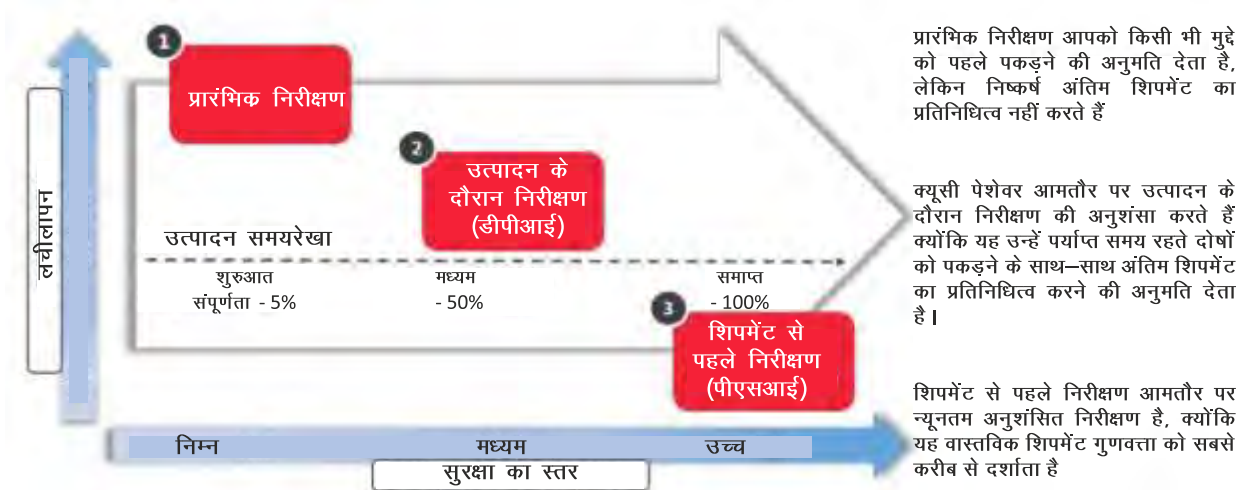 1
प्रारंभिक निरीक्षण
2
उत्पादन के
दौरान निरीक्षण
(डीपीआई)
लचीलापन
उत्पादन समयरेखा
शुरुआत
संपूर्णता - 5%
मध्यम
- 50%
समाप्त
- 100%
3
शिपमेंट से
पहले निरीक्षण
(पीएसआई)
निम्न
मध्यम
उच्च
सुरक्षा का स्तर
प्रारंभिक निरीक्षण आपको किसी भी मुद्दे
को पहले पकड़ने की अनुमति देता है,
लेकिन निष्कर्ष अंतिम शिपमेंट का
प्रतिनिधित्व नहीं करते हैं
क्यूसी पेशेवर आमतौर पर उत्पादन के
दौरान निरीक्षण की अनुशंसा करते हैं
क्योंकि यह उन्हें पर्याप्त समय रहते दोषों
को पकड़ने के साथ–साथ अंतिम शिपमेंट
का प्रतिनिधित्व करने की अनुमति देता
है।
शिपमेंट से पहले निरीक्षण आमतौर पर
न्यूनतम अनुशंसित निरीक्षण है, क्योंकि
यह वास्तविक शिपमेंट गुणवत्ता को सबसे
करीब से दर्शाता है